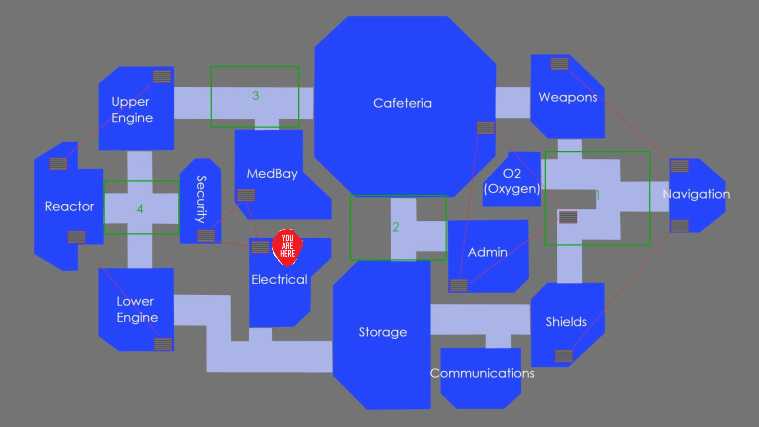 Cafeteria
Weapons
Upper
Engine
3
MedBay
O2
(Oxygen)
1
Navigation
Security
Reactor
4
2
YOU
ARE
HERE
Admin
Electrical
Lower
Engine
Storage
Shields
Communications